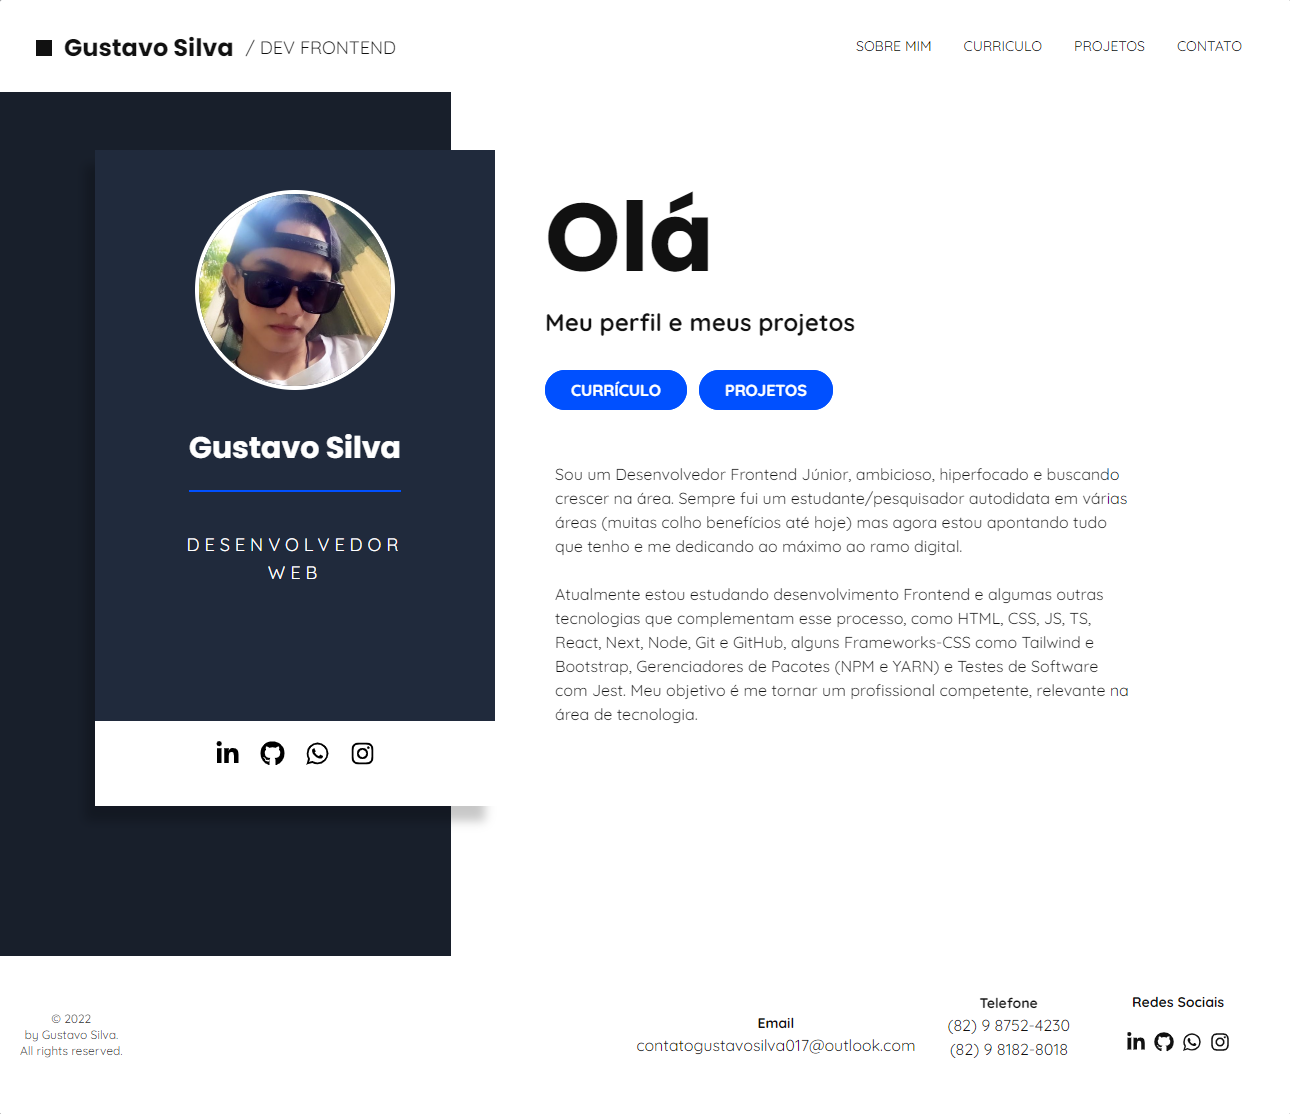 Gustavo Silva / DEV FRONTEND
SOBRE MIM CURRICULO PROJETOS CONTATO
Gustavo Silva
DESENVOLVEDOR
WEB
Olá
Meu perfil e meus projetos
CURRÍCULO PROJETOS
Sou um Desenvolvedor Frontend Júnior, ambicioso, hiperfocado e buscando
crescer na área. Sempre fui um estudante/pesquisador autodidata em várias
áreas (muitas colho benefícios até hoje) mas agora estou apontando tudo
que tenho e me dedicando ao máximo ao ramo digital.
Atualmente estou estudando desenvolvimento Frontend e algumas outras
tecnologias que complementam esse processo, como HTML, CSS, JS, TS,
React, Next, Node, Git e GitHub, alguns Frameworks-CSS como Tailwind e
Bootstrap, Gerenciadores de Pacotes (NPM e YARN) e Testes de Software
com Jest. Meu objetivo é me tornar um profissional competente, relevante na
área de tecnologia.
© 2022
by Gustavo Silva.
All rights reserved.
Email
contatogustavosilva017@outlook.com
Telefone
(82) 9 8752-4230
(82) 9 8182-8018
Redes Sociais